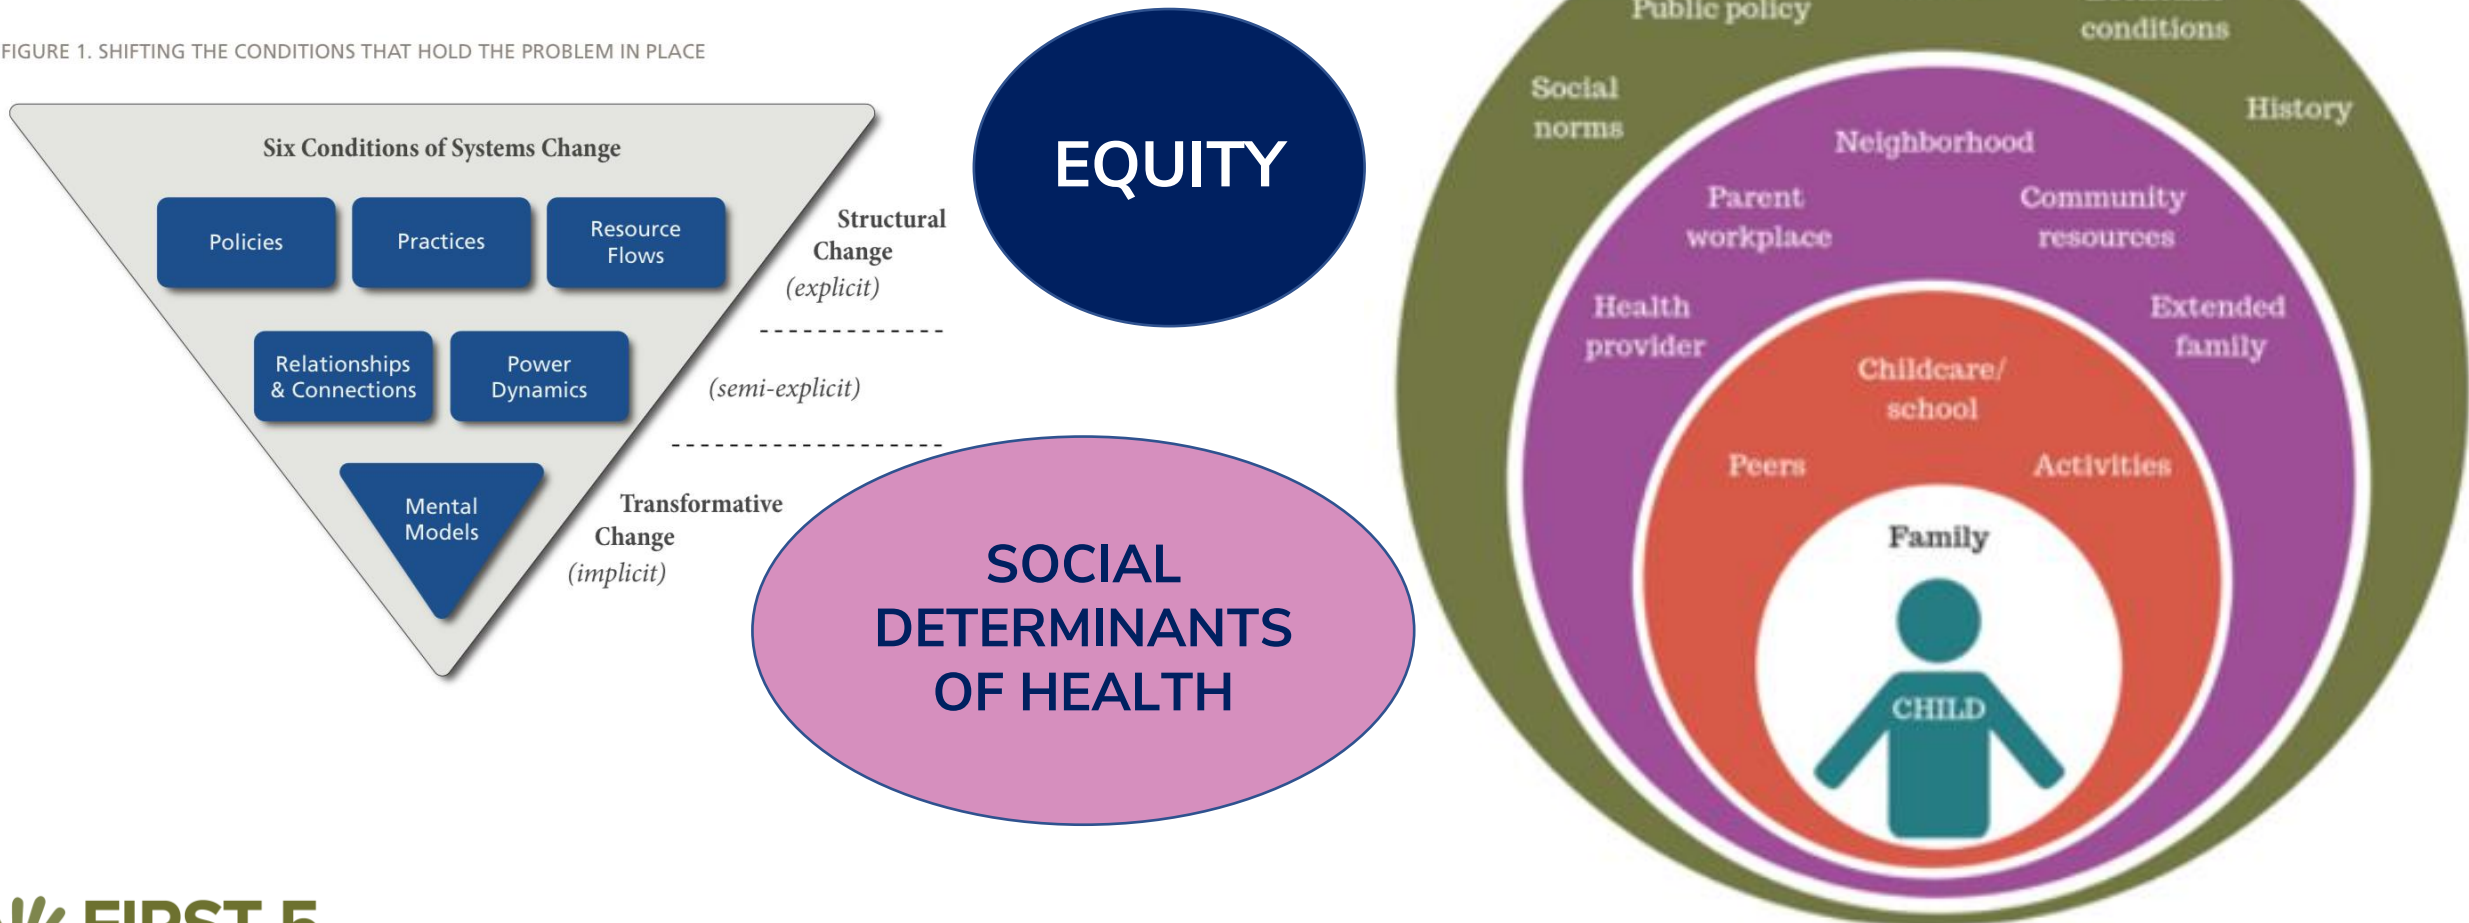 FIGURE 1. SHIFTING THE CONDITIONS THAT HOLD THE PROBLEM IN PLACE
Six Conditions of Systems Change
Policies
Practices
Resource
Flows
Structural
Change
(explicit)
Relationships
& Connections
Power
Dynamics
(semi-explicit)
Mental
Models
Transformative
Change
(implicit)
EQUITY
SOCIAL
DETERMINANTS
OF HEALTH
Public policy
conditions
Social
norms
History
Neighborhood
Parent
workplace
Community
resources
Health
provider
Extended
family
Childcare/
school
Peers
Activities
Family
CHILD
FIRST 5